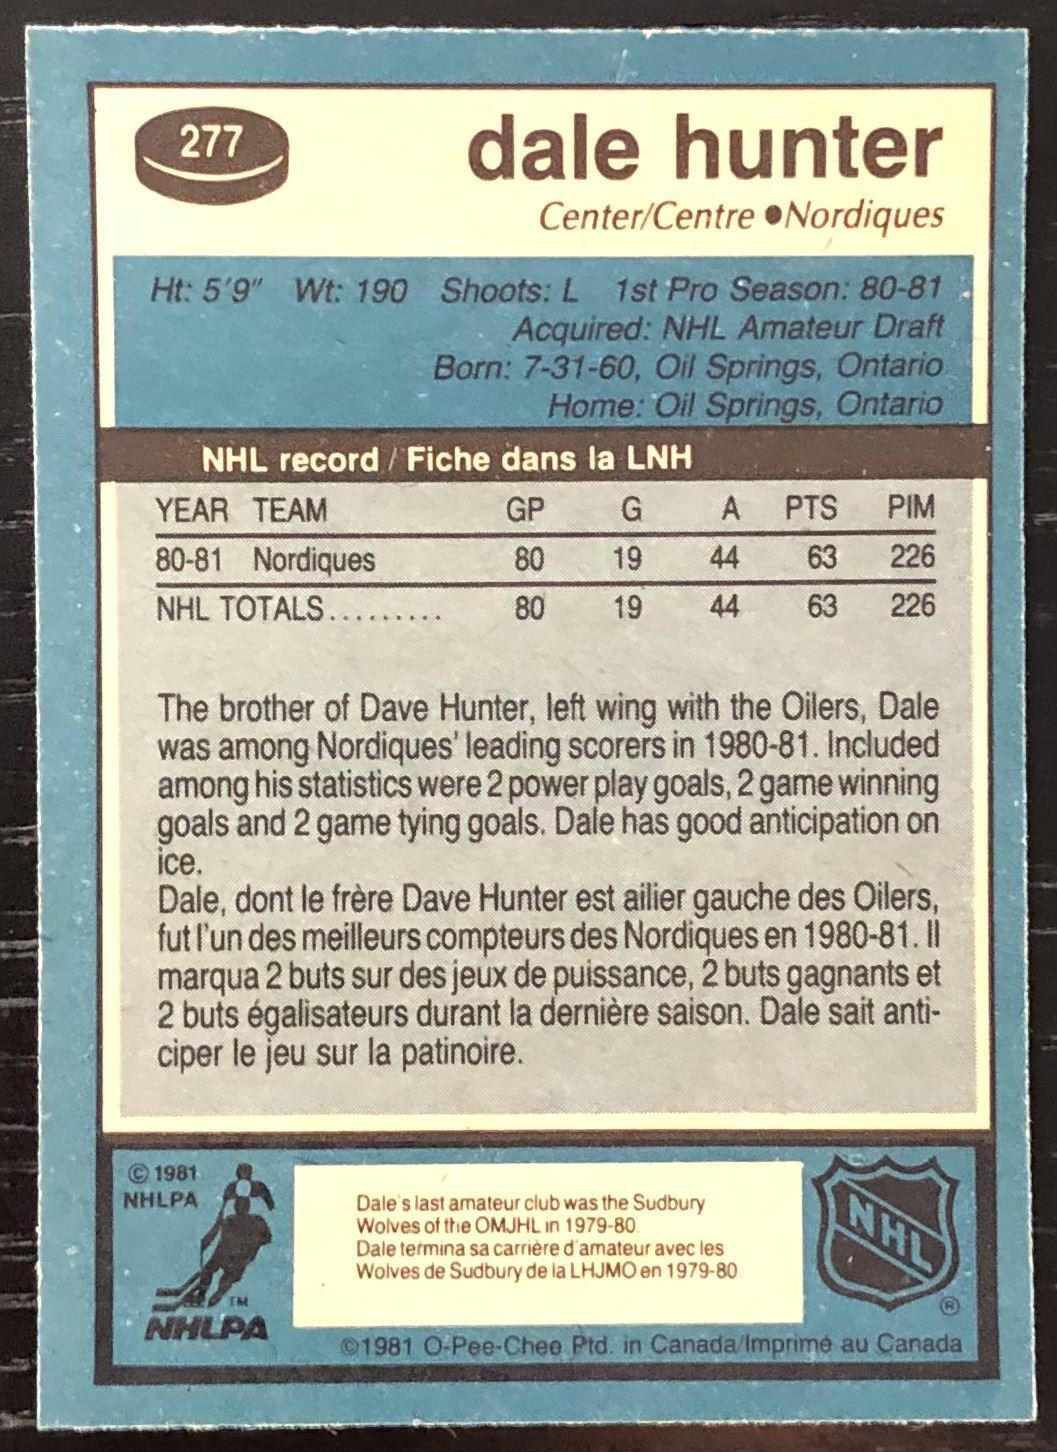 277
dale hunter
Center/Centre ●Nordiques
Ht: 5'9" Wt: 190 Shoots: L 1st Pro Season: 80-81
Acquired: NHL Amateur Draft
Born: 7-31-60, Oil Springs, Ontario
Home: Oil Springs, Ontario
NHL record / Fiche dans la LNH
YEAR TEAM GP G A PTS PIM
80-81 Nordiques 80 19 44 63 226
NHL TOTALS.......... 80 19 44 63 226
The brother of Dave Hunter, left wing with the Oilers, Dale
was among Nordiques' leading scorers in 1980-81. Included
among his statistics were 2 power play goals, 2 game winning
goals and 2 game tying goals. Dale has good anticipation on
ice.
Dale, dont le frère Dave Hunter est ailier gauche des Oilers,
fut l'un des meilleurs compteurs des Nordiques en 1980-81. Il
marqua 2 buts sur des jeux de puissance, 2 buts gagnants et
2 buts égalisateurs durant la dernière saison. Dale sait anti-
ciper le jeu sur la patinoire.
© 1981
NHLPA
TM
NHLPA
Dale's last amateur club was the Sudbury
Wolves of the OMJHL in 1979-80.
Dale termina sa carrière d'amateur avec les
Wolves de Sudbury de la LHJMO en 1979-80
NHL
®
©1981 O-Pee-Chee Ptd. in Canada/Imprimé au Canada